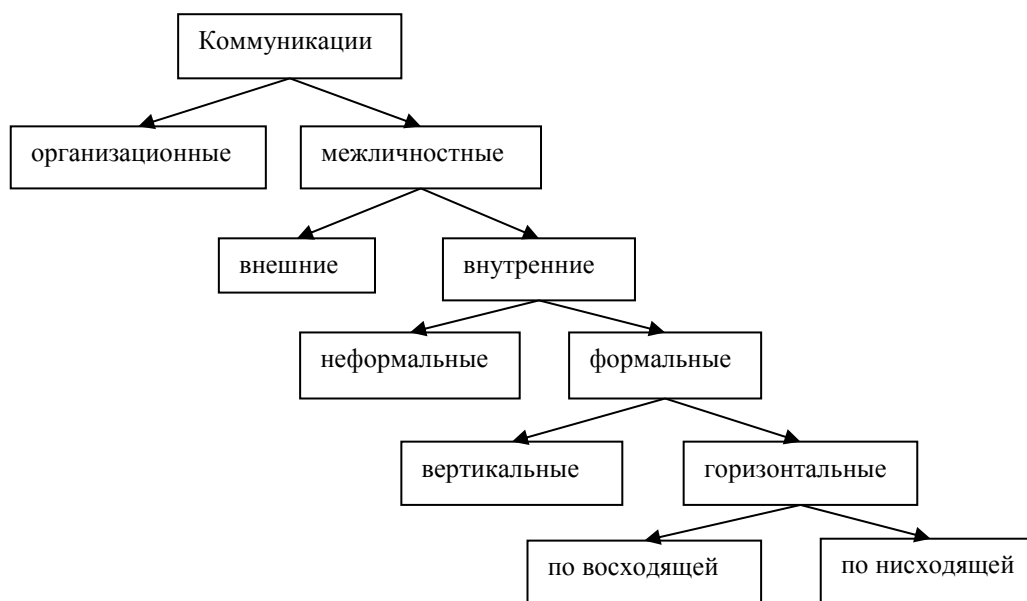 Коммуникации
организационные
межличностные
внешние
внутренние
неформальные
формальные
вертикальные
горизонтальные
по восходящей
по нисходящей